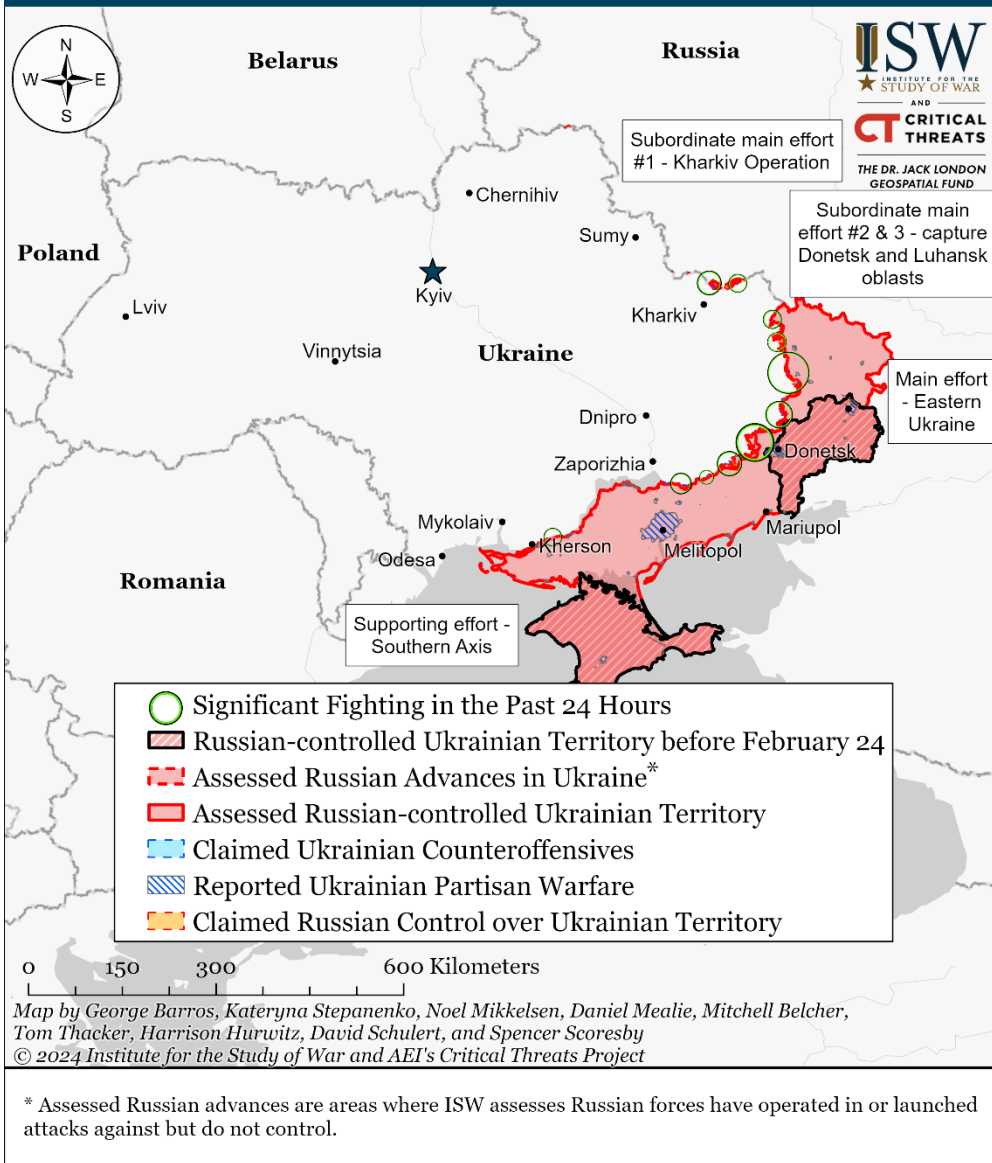 N
W E
S
Belarus
Russia
ISW
INSTITUTE FOR THE
STUDY OF WAR
AND
CT CRITICAL
THREATS
THE DR. JACK LONDON
GEOSPATIAL FUND
Subordinate main effort
#1 - Kharkiv Operation
Subordinate main
effort #2 & 3 - capture
Donetsk and Luhansk
oblasts
Chernihiv
Sumy
Poland
Kyiv
Lviv
Kharkiv
Vinnytsia
Ukraine
Main effort
- Eastern
Ukraine
Dnipro
Donetsk
Zaporizhia
Mykolaiv
Mariupol
Kherson
Melitopol
Odesa
Romania
Supporting effort -
Southern Axis
Significant Fighting in the Past 24 Hours
Russian-controlled Ukrainian Territory before February 24
Assessed Russian Advances in Ukraine*
Assessed Russian-controlled Ukrainian Territory
Claimed Ukrainian Counteroffensives
Reported Ukrainian Partisan Warfare
Claimed Russian Control over Ukrainian Territory
0 150 300 600 Kilometers
Map by George Barros, Kateryna Stepanenko, Noel Mikkelsen, Daniel Mealie, Mitchell Belcher,
Tom Thacker, Harrison Hurwitz, David Schulert, and Spencer Scoresby
© 2024 Institute for the Study of War and AEI's Critical Threats Project
* Assessed Russian advances are areas where ISW assesses Russian forces have operated in or launched
attacks against but do not control.